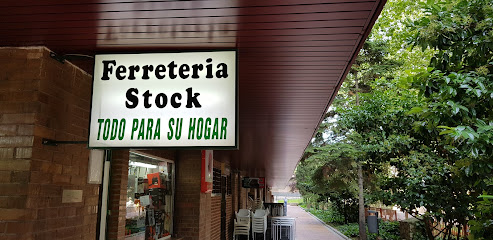 Ferreteria
Stock
TODO PARA SU HOGAR